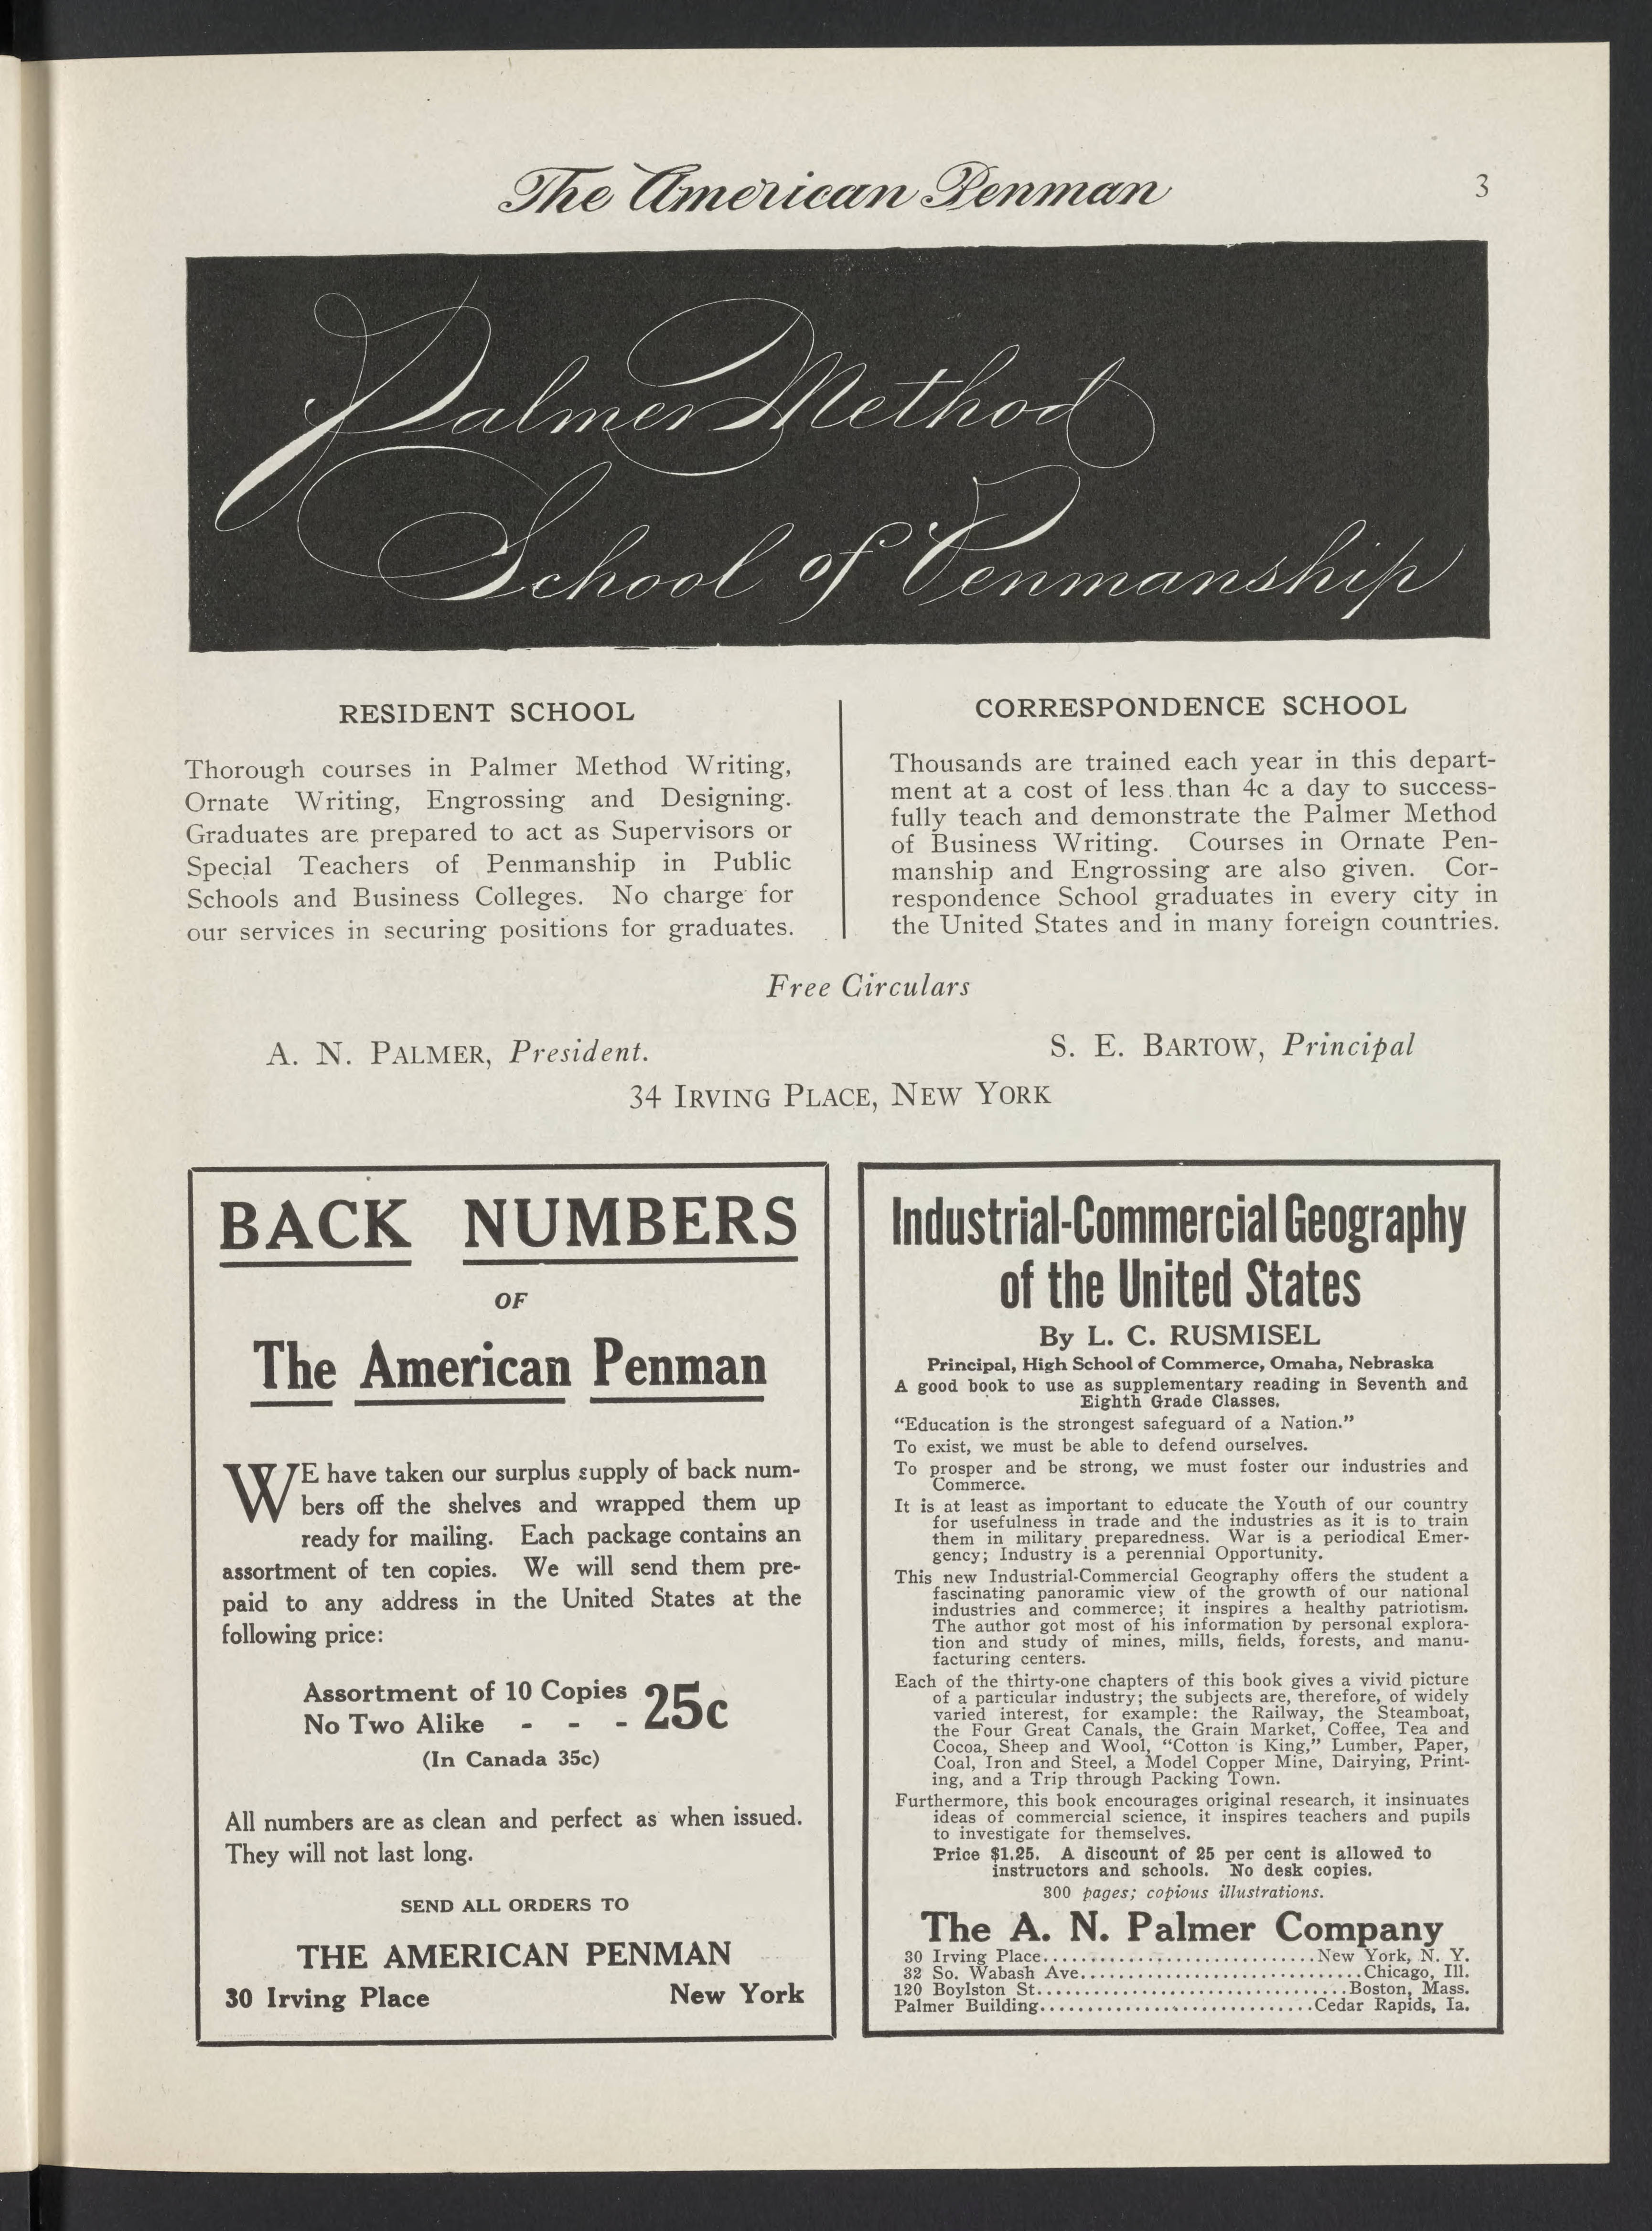 The American Penman
3
Palmer Method
School of Penmanship
RESIDENT SCHOOL
Thorough courses in Palmer Method Writing,
Ornate Writing, Engrossing and Designing.
Graduates are prepared to act as Supervisors or
Special Teachers of Penmanship in Public
Schools and Business Colleges. No charge for
our services in securing positions for graduates.
CORRESPONDENCE SCHOOL
Thousands are trained each year in this depart-
ment at a cost of less than 4c a day to success-
fully teach and demonstrate the Palmer Method
of Business Writing. Courses in Ornate Pen-
manship and Engrossing are also given. Cor-
respondence School graduates in every city in
the United States and in many foreign countries.
Free Circulars
A. N. PALMER, President.
S. E. BARTOW, Principal
34 IRVING PLACE, NEW YORK
BACK NUMBERS
OF
The American Penman
WE have taken our surplus supply of back num-
bers off the shelves and wrapped them up
ready for mailing. Each package contains an
assortment of ten copies. We will send them pre-
paid to any address in the United States at the
following price:
Assortment of 10 Copies
No Two Alike - - - 25c
(In Canada 35c)
All numbers are as clean and perfect as when issued.
They will not last long.
SEND ALL ORDERS TO
THE AMERICAN PENMAN
30 Irving Place New York
Industrial-Commercial Geography
of the United States
By L. C. RUSMISEL
Principal, High School of Commerce, Omaha, Nebraska
A good book to use as supplementary reading in Seventh and
Eighth Grade Classes.
"Education is the strongest safeguard of a Nation."
To exist, we must be able to defend ourselves.
To prosper and be strong, we must foster our industries and
Commerce.
It is at least as important to educate the Youth of our country
for usefulness in trade and the industries as it is to train
them in military preparedness. War is a periodical Emer-
gency; Industry is a perennial Opportunity.
This new Industrial-Commercial Geography offers the student a
fascinating panoramic view of the growth of our national
industries and commerce; it inspires a healthy patriotism.
The author got most of his information by personal explora-
tion and study of mines, mills, fields, forests, and manu-
facturing centers.
Each of the thirty-one chapters of this book gives a vivid picture
of a particular industry; the subjects are, therefore, of widely
varied interest, for example: the Railway, the Steamboat,
the Four Great Canals, the Grain Market, Coffee, Tea and
Cocoa, Sheep and Wool, "Cotton is King," Lumber, Paper,
Coal, Iron and Steel, a Model Copper Mine, Dairying, Print-
ing, and a Trip through Packing Town.
Furthermore, this book encourages original research, it insinuates
ideas of commercial science, it inspires teachers and pupils
to investigate for themselves.
Price $1.25. A discount of 25 per cent is allowed to
instructors and schools. No desk copies.
300 pages; copious illustrations.
The A. N. Palmer Company
30 Irving Place............................New York, N. Y.
32 So. Wabash Ave.............................Chicago, Ill.
120 Boylston St................................Boston, Mass.
Palmer Building............................Cedar Rapids, Ia.